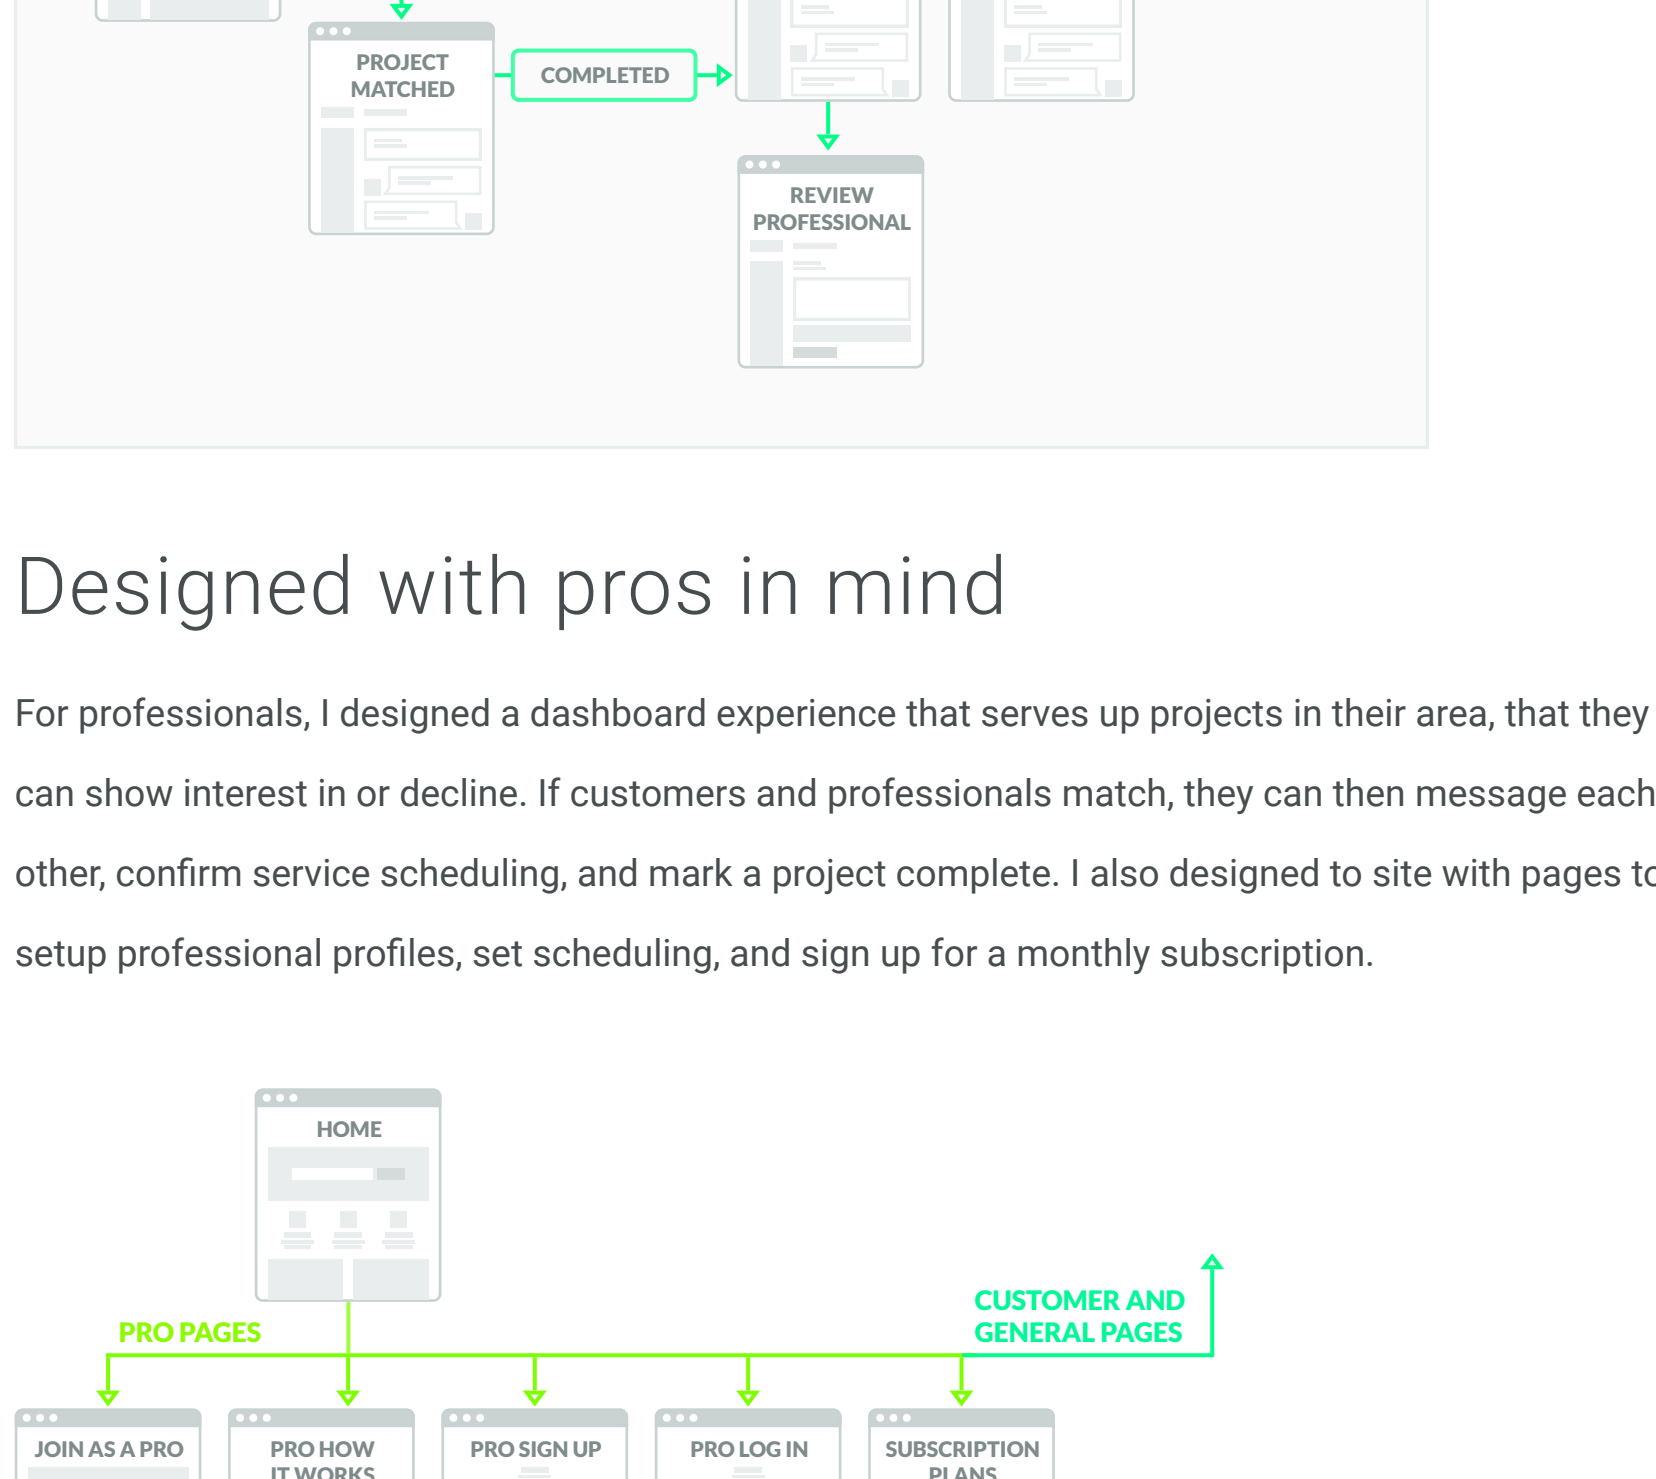 PROJECT
MATCHED
COMPLETED
REVIEW
PROFESSIONAL
Designed with pros in mind
For professionals, I designed a dashboard experience that serves up projects in their area, that they
can show interest in or decline. If customers and professionals match, they can then message each
other, confirm service scheduling, and mark a project complete. I also designed to site with pages to
setup professional profiles, set scheduling, and sign up for a monthly subscription.
HOME
PRO PAGES
CUSTOMER AND
GENERAL PAGES
JOIN AS A PRO
PRO HOW
IT WORKS
PRO SIGN UP
PRO LOG IN
SUBSCRIPTION
PLANS